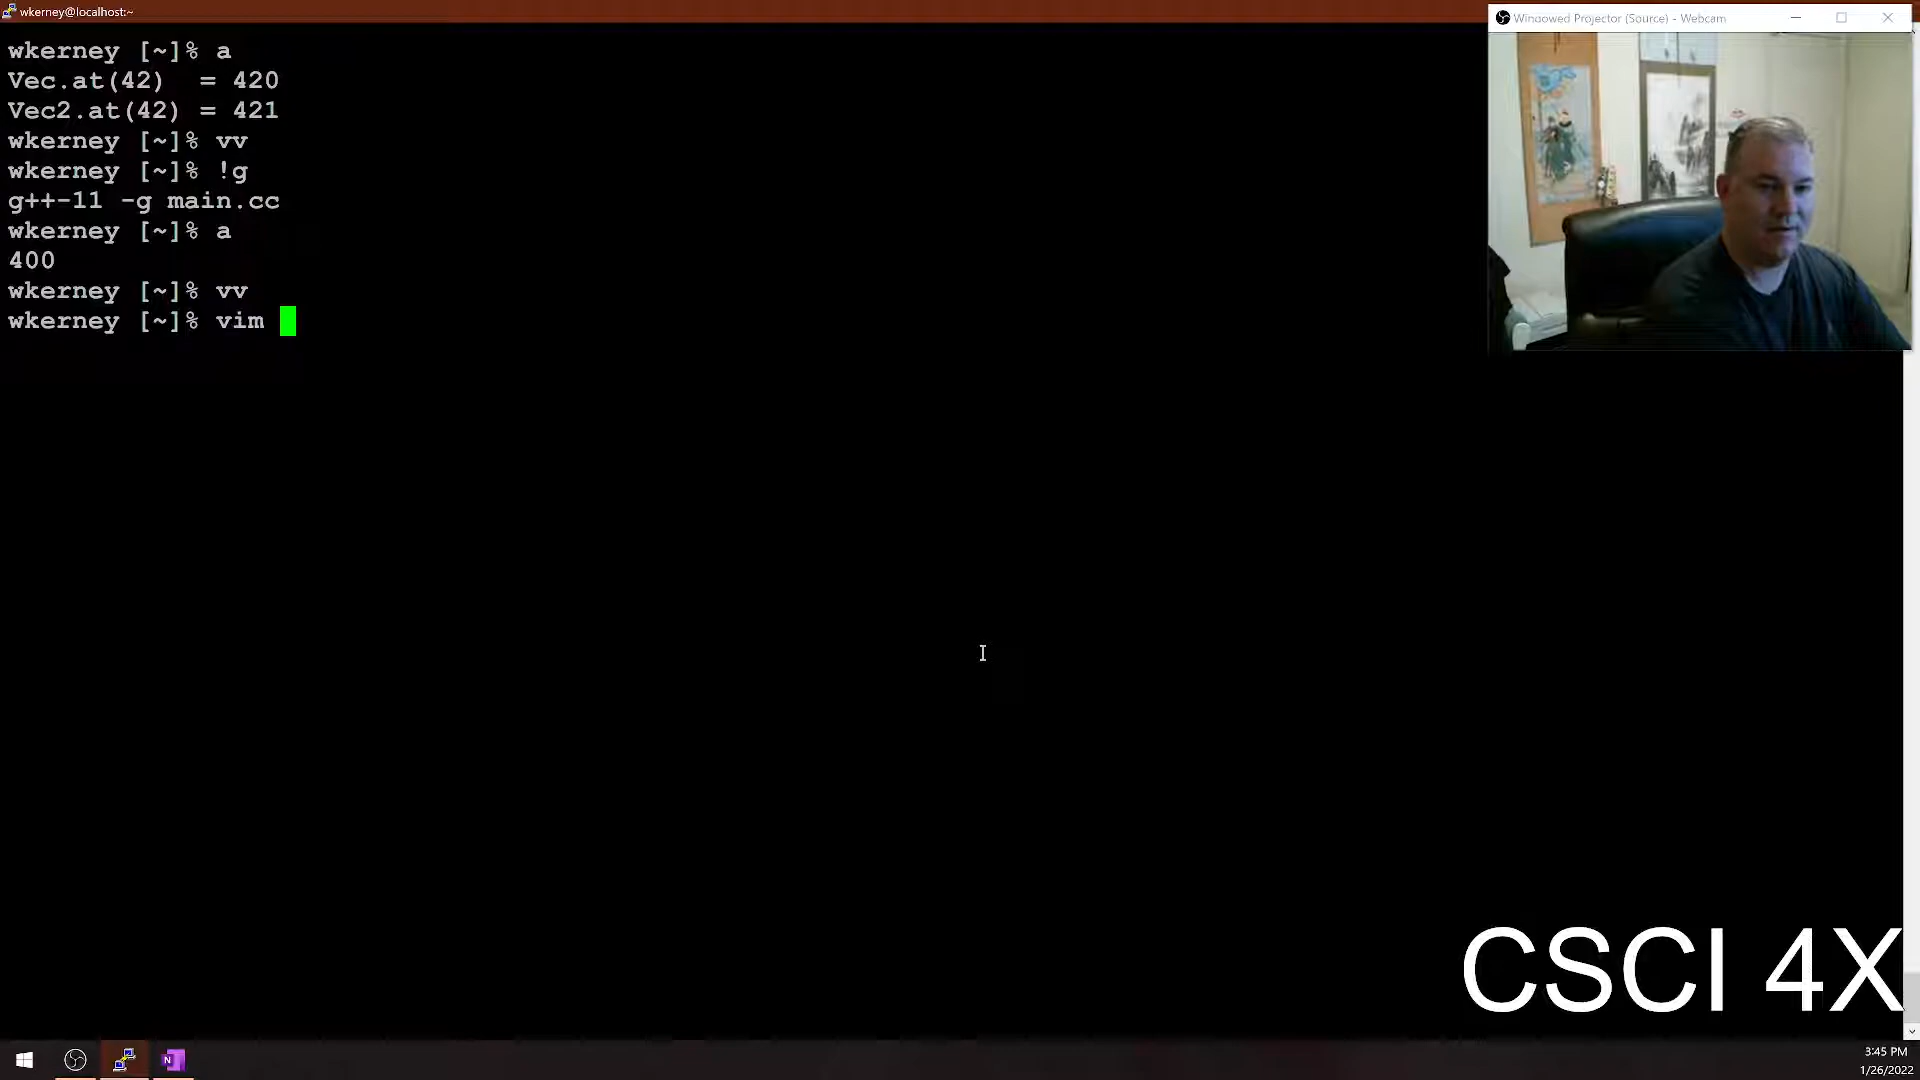 wkerney@localhost:~
Windowed Projector (Source) - Webcam
wkerney [~]% a
Vec.at(42)  = 420
Vec2.at(42) = 421
wkerney [~]% vv
wkerney [~]% !g
g++-11 -g main.cc
wkerney [~]% a
400
wkerney [~]% vv
wkerney [~]% vim
CSCI 4X
3:45 PM
1/26/2022